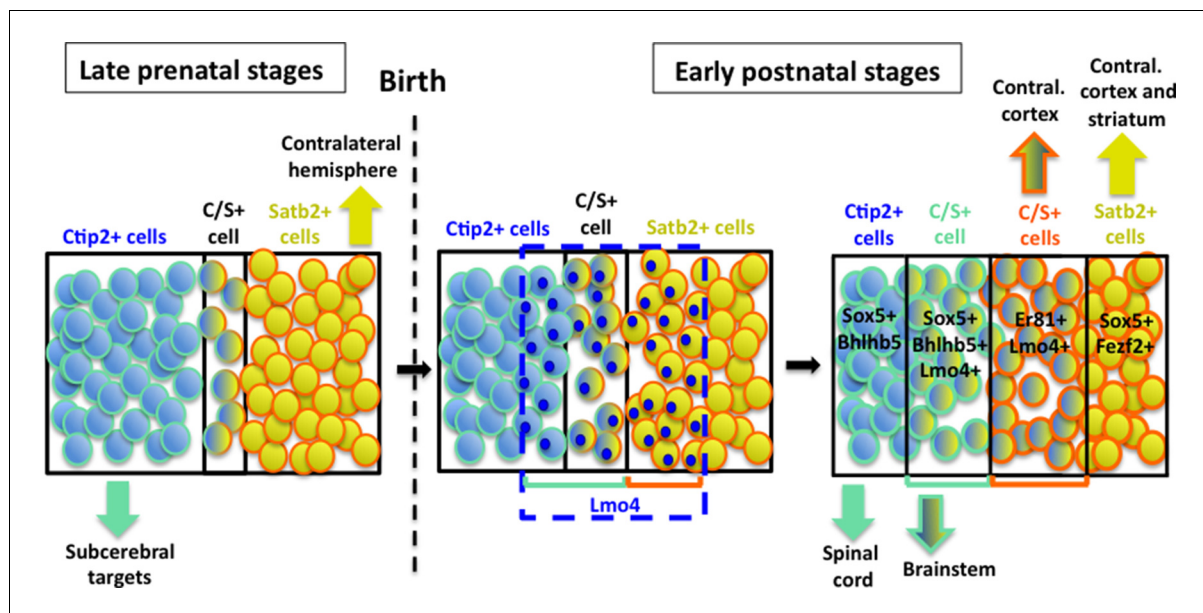 Late prenatal stages
Birth
Early postnatal stages
Contralateral
hemisphere
Ctip2+ cells
C/S+
cell
Satb2+
cells
Subcerebral
targets
Ctip2+ cells
C/S+
cell
Satb2+ cells
Lmo4
Contral.
cortex
Contral.
cortex and
striatum
Ctip2+
cells
C/S+
cell
C/S+
cells
Satb2+
cells
Sox5+
Bhlhb5
Sox5+
Bhlhb5+
Lmo4+
Er81+
Lmo4+
Sox5+
Fezf2+
Spinal
cord
Brainstem